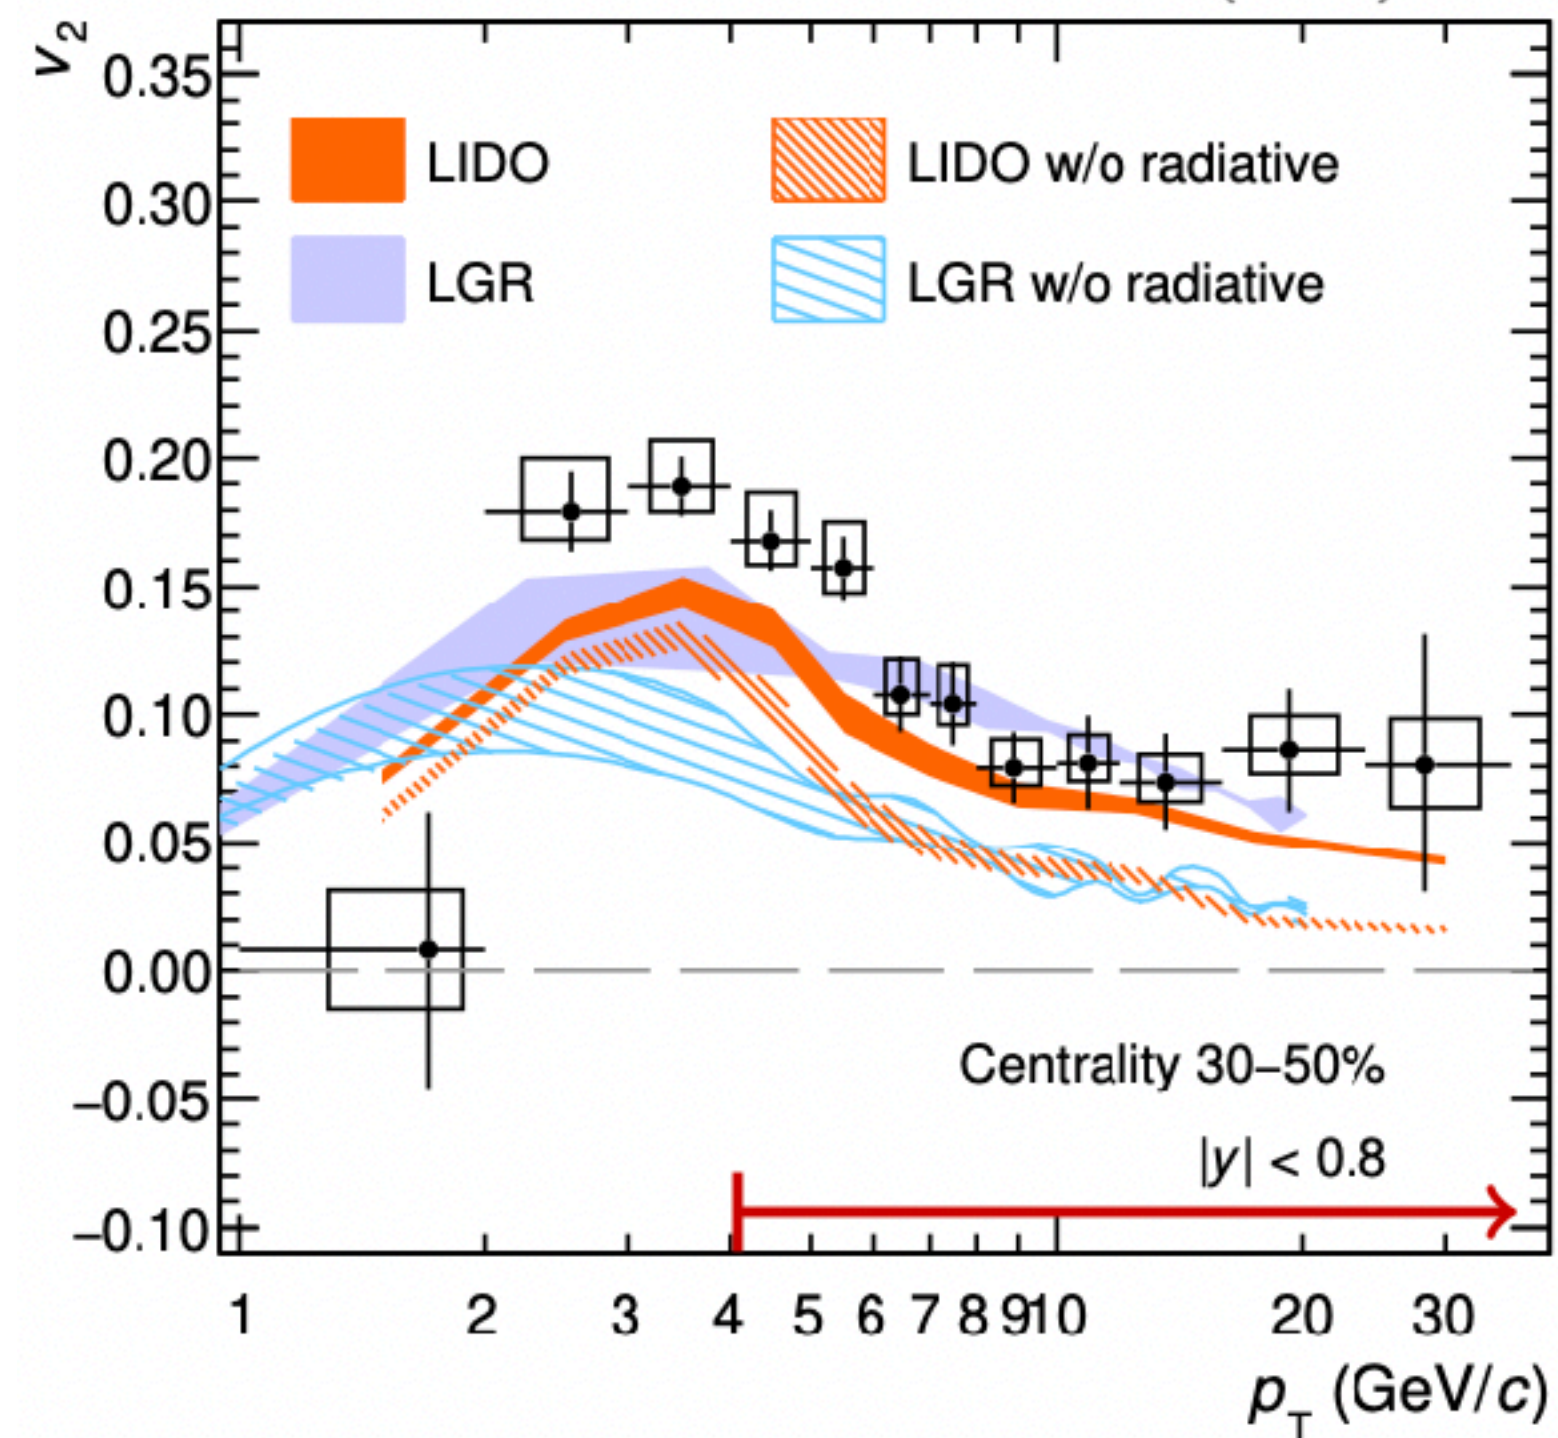 v2
0.35
0.30
0.25
0.20
0.15
0.10
0.05
0.00
−0.05
−0.10
LIDO
LIDO w/o radiative
LGR
LGR w/o radiative
Centrality 30–50%
|y| < 0.8
1 2 3 4 5 6 7 8 9 10 20 30
pT (GeV/c)